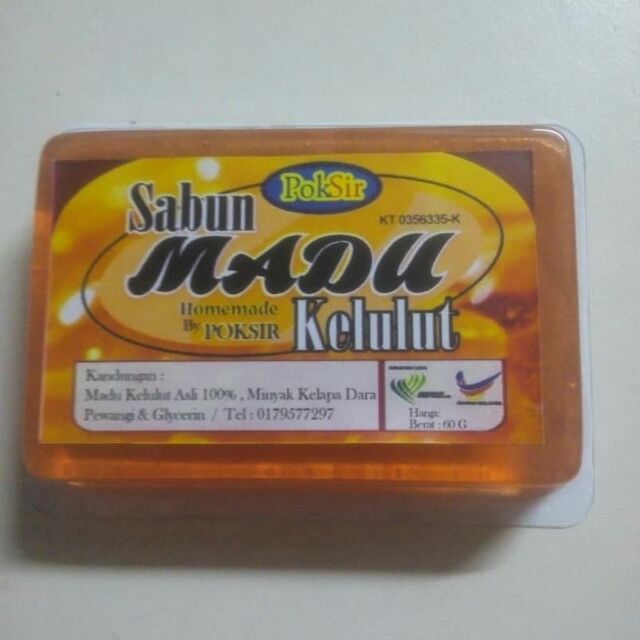 PokSir
KT 0356335-K
Sabun
MADU
Kelulut
Homemade
By POKSIR
Kandungan :
Madu Kelulut Asli 100% , Minyak Kelapa Dara
Pewangi & Glycerin / Tel : 0179577297
Harga:
Berat : 60 G